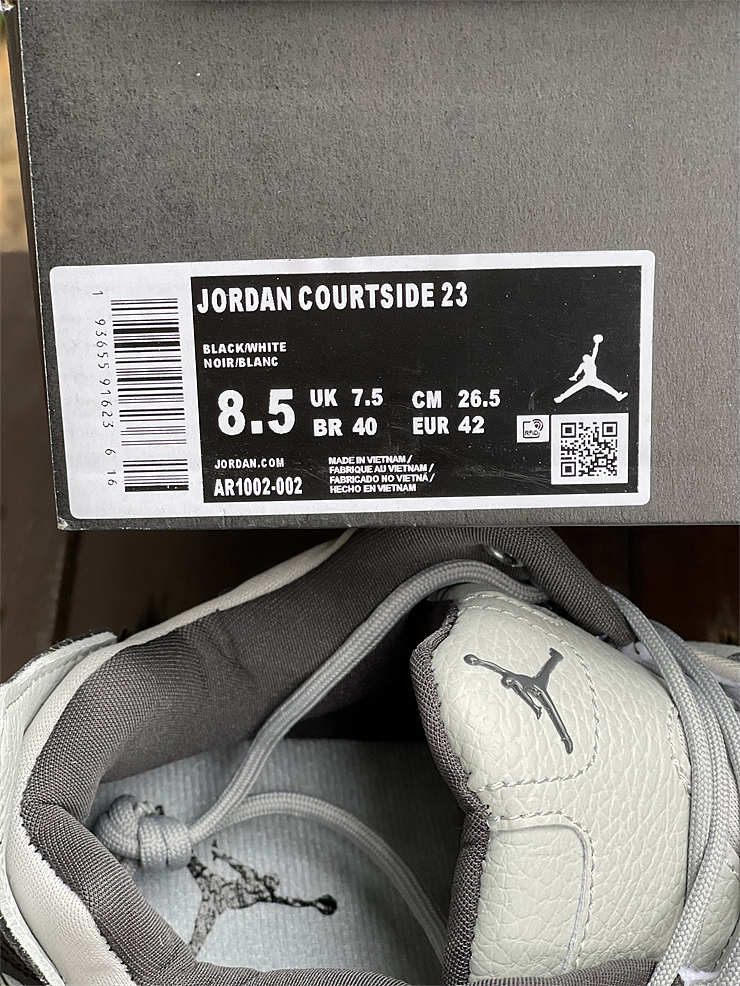 JORDAN COURTSIDE 23
BLACK/WHITE
NOIR/BLANC
8.5 UK 7.5 CM 26.5
BR 40 EUR 42
RFID
JORDAN.COM
AR1002-002
MADE IN VIETNAM /
FABRIQUE AU VIETNAM /
FABRICADO NO VIETNÃ /
HECHO EN VIETNAM
1 93655 91623 6 16